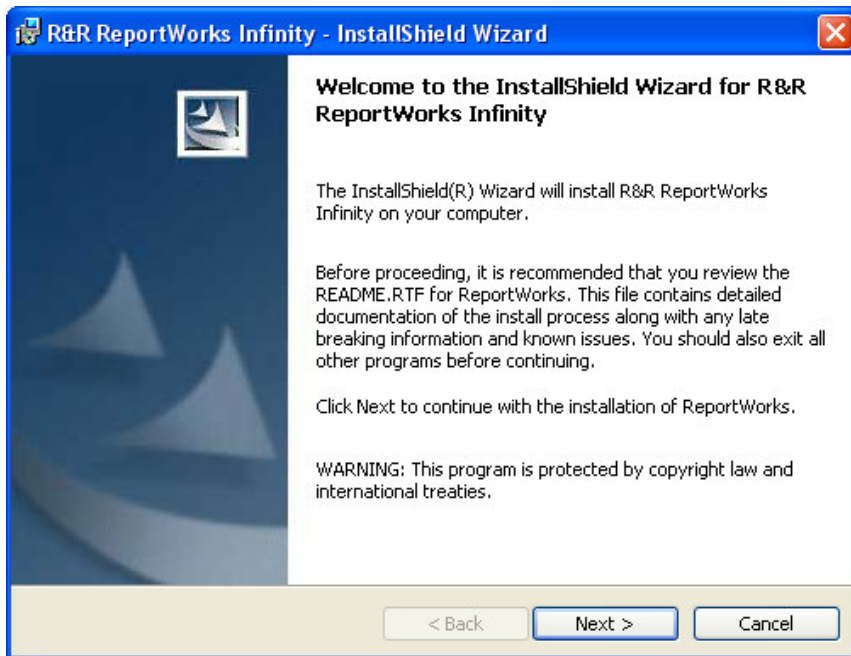 R&R ReportWorks Infinity - InstallShield Wizard
Welcome to the InstallShield Wizard for R&R
ReportWorks Infinity
The InstallShield(R) Wizard will install R&R ReportWorks
Infinity on your computer.
Before proceeding, it is recommended that you review the
README.RTF for ReportWorks. This file contains detailed
documentation of the install process along with any late
breaking information and known issues. You should also exit all
other programs before continuing.
Click Next to continue with the installation of ReportWorks.
WARNING: This program is protected by copyright law and
international treaties.
< Back Next > Cancel